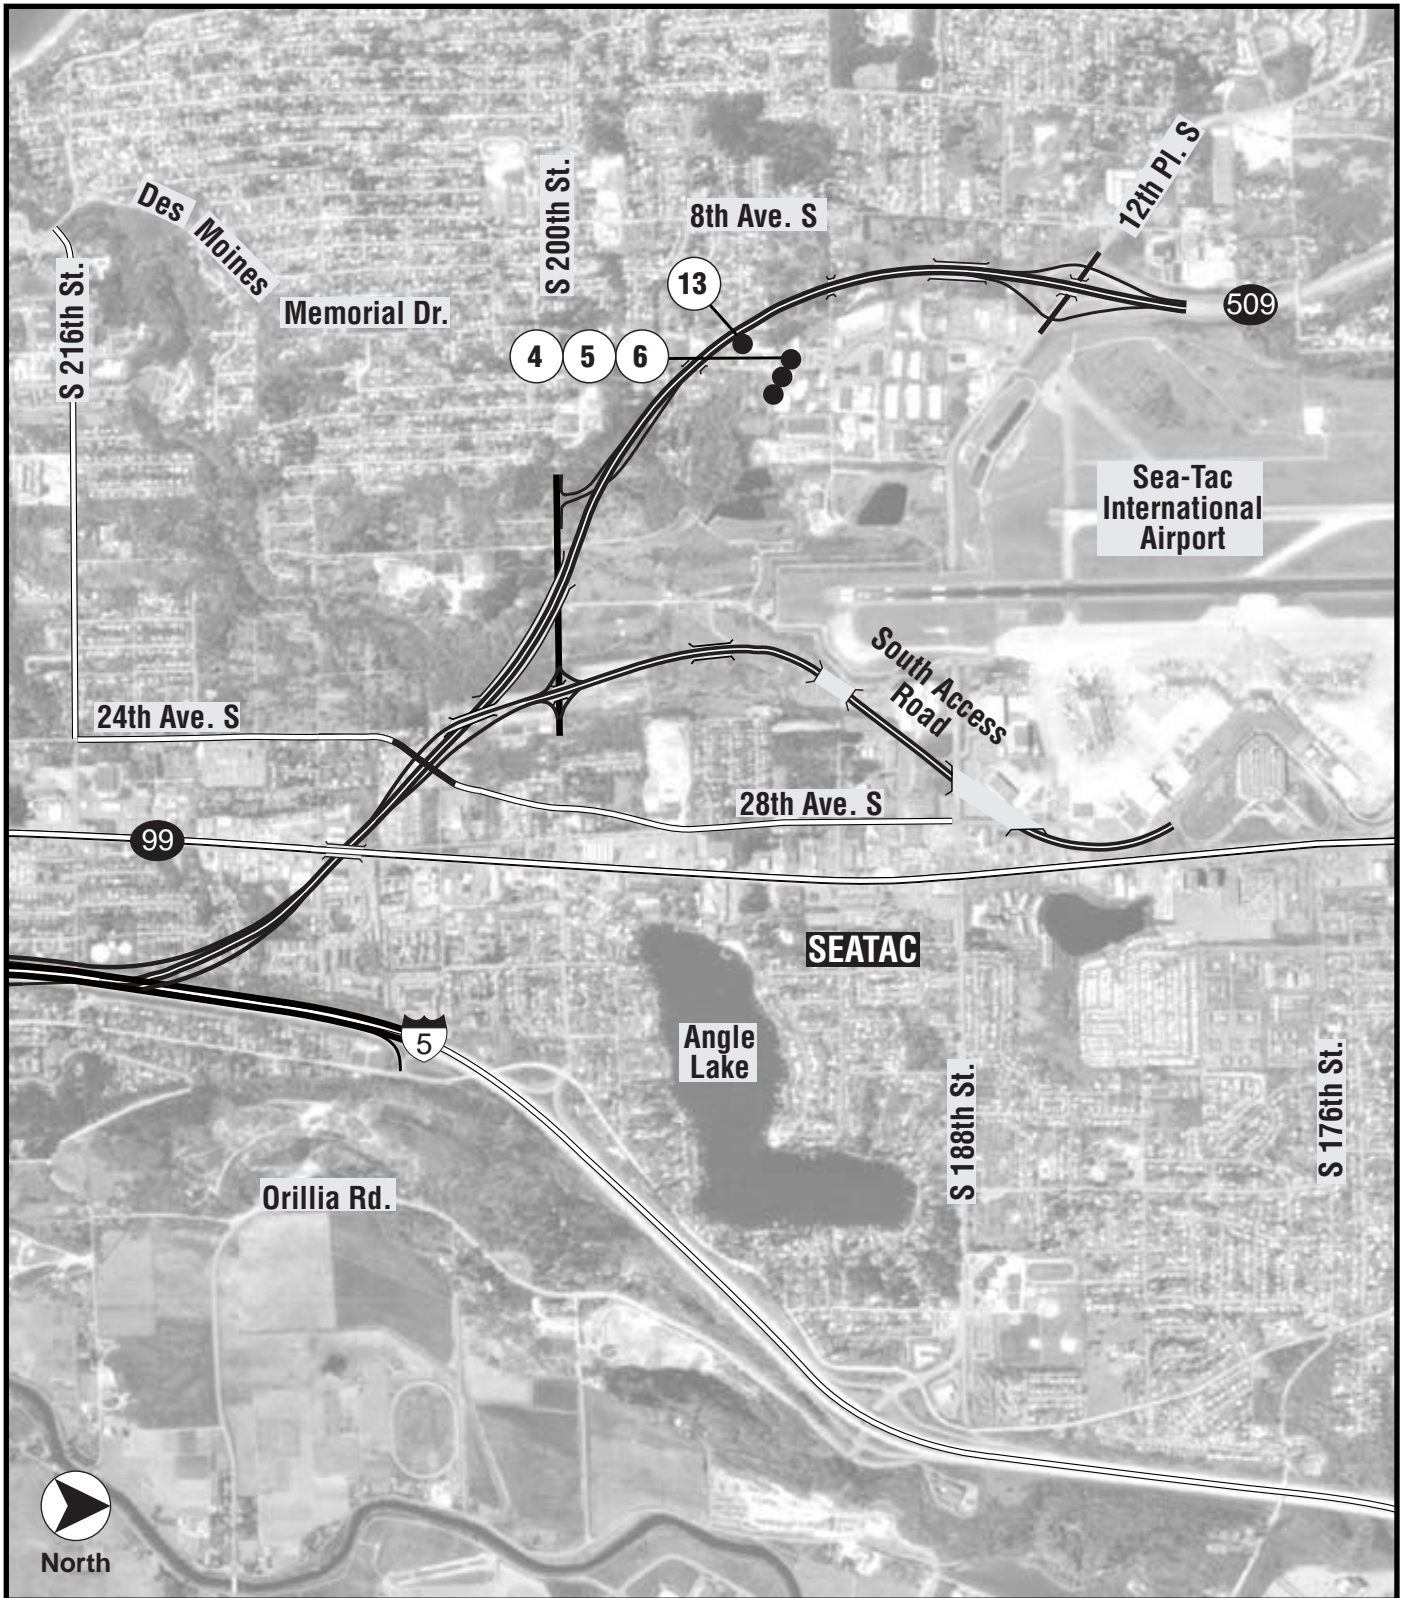 12th Pl. S
Des Moines
Memorial Dr.
S 200th St.
8th Ave. S
S 216th St.
13
509
4 5 6
Sea-Tac
International
Airport
South Access
Road
24th Ave. S
28th Ave. S
99
SEATAC
5
Angle
Lake
S 188th St.
S 176th St.
Orillia Rd.
North